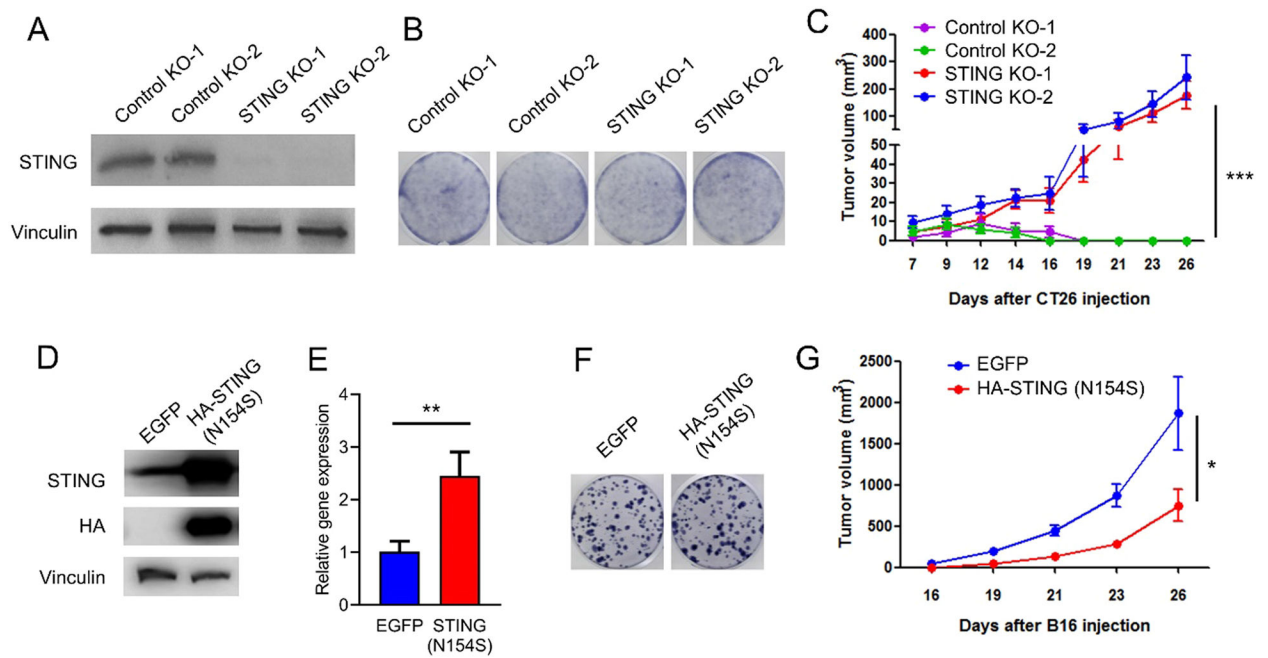 A
Control KO-1
Control KO-2
STING KO-1
STING KO-2
STING
Vinculin
B
Control KO-1
Control KO-2
STING KO-1
STING KO-2
C
Control KO-1
Control KO-2
STING KO-1
STING KO-2
Tumor volume (mm³)
400
300
200
100
50
40
30
20
10
0
7 9 12 14 16 19 21 23 26
Days after CT26 injection
***
D
EGFP
HA-STING
(N154S)
STING
HA
Vinculin
E
Relative gene expression
4
3
2
1
0
**
EGFP STING
(N154S)
F
EGFP
HA-STING
(N154S)
G
EGFP
HA-STING (N154S)
Tumor volume (mm³)
2500
2000
1500
1000
500
0
16 19 21 23 26
Days after B16 injection
*